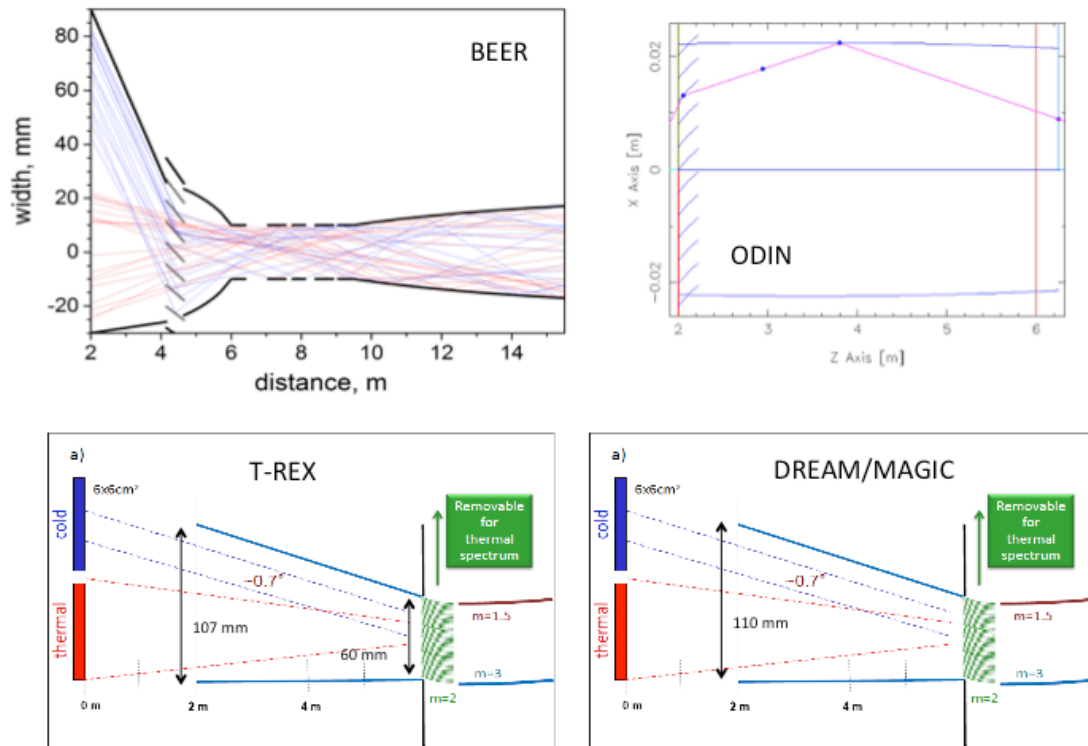 BEER
width, mm
80
60
40
20
0
-20
2
4
6
8
10
12
14
distance, m
ODIN
X Axis [m]
0.02
0
−0.02
2
3
4
5
6
Z Axis [m]
a)
T-REX
6x6cm²
cold
thermal
~0.7°
107 mm
60 mm
Removable
for
thermal
spectrum
m=1.5
m=3
m=2
0 m
2 m
4 m
a)
DREAM/MAGIC
6x6cm²
cold
thermal
~0.7°
110 mm
Removable
for
thermal
spectrum
m=1.5
m=3
m=2
0 m
2 m
4 m